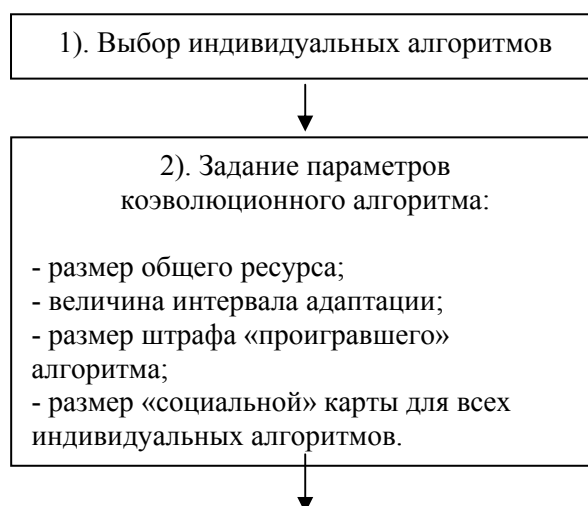 1). Выбор индивидуальных алгоритмов
2). Задание параметров
коэволюционного алгоритма:
- размер общего ресурса;
- величина интервала адаптации;
- размер штрафа «проигравшего»
алгоритма;
- размер «социальной» карты для всех
индивидуальных алгоритмов.